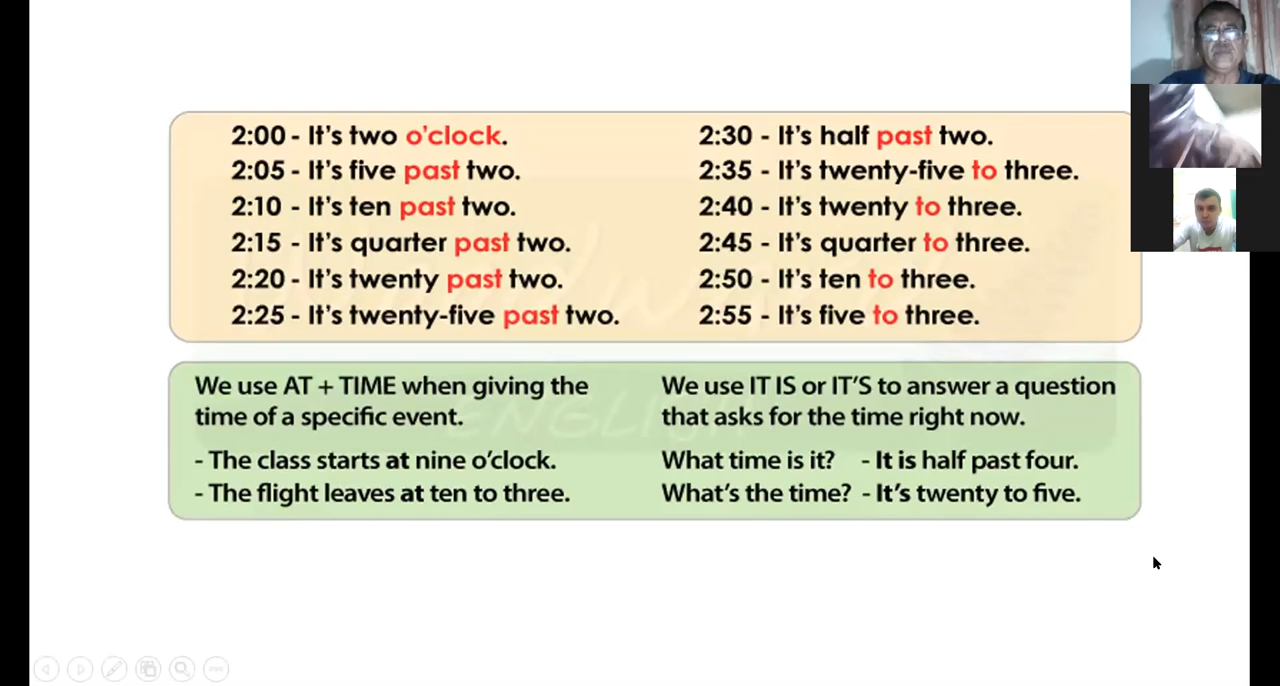 2:00 - It's two o'clock.
2:05 - It's five past two.
2:10 - It's ten past two.
2:15 - It's quarter past two.
2:20 - It's twenty past two.
2:25 - It's twenty-five past two.
2:30 - It's half past two.
2:35 - It's twenty-five to three.
2:40 - It's twenty to three.
2:45 - It's quarter to three.
2:50 - It's ten to three.
2:55 - It's five to three.
We use AT + TIME when giving the
time of a specific event.
- The class starts at nine o'clock.
- The flight leaves at ten to three.
We use IT IS or IT'S to answer a question
that asks for the time right now.
What time is it? - It is half past four.
What's the time? - It's twenty to five.
ENGLISH